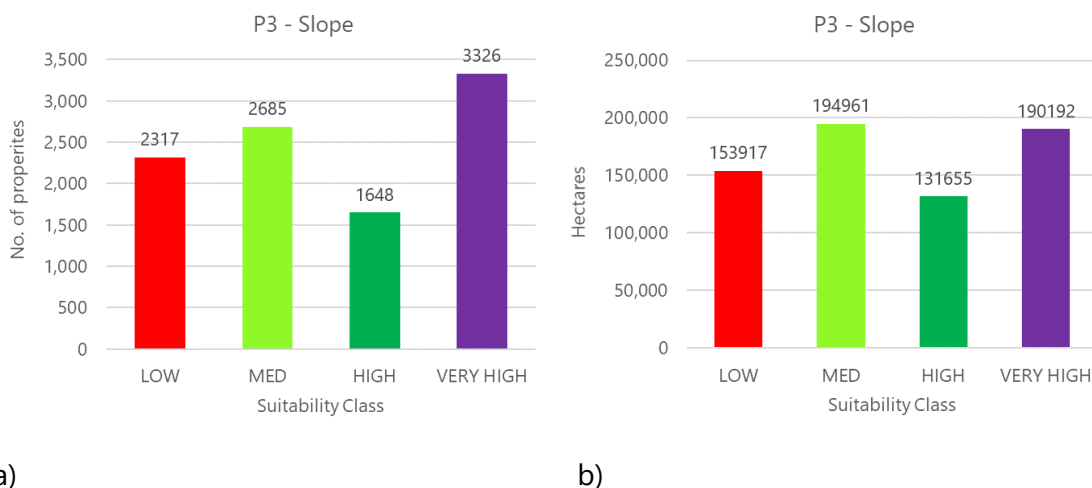 P3 - Slope
3,500
3,000
2,500
2,000
1,500
1,000
500
0
No. of properites
2317
2685
1648
3326
LOW MED HIGH VERY HIGH
Suitability Class
a)
P3 - Slope
250,000
200,000
150,000
100,000
50,000
0
Hectares
153917
194961
131655
190192
LOW MED HIGH VERY HIGH
Suitability Class
b)